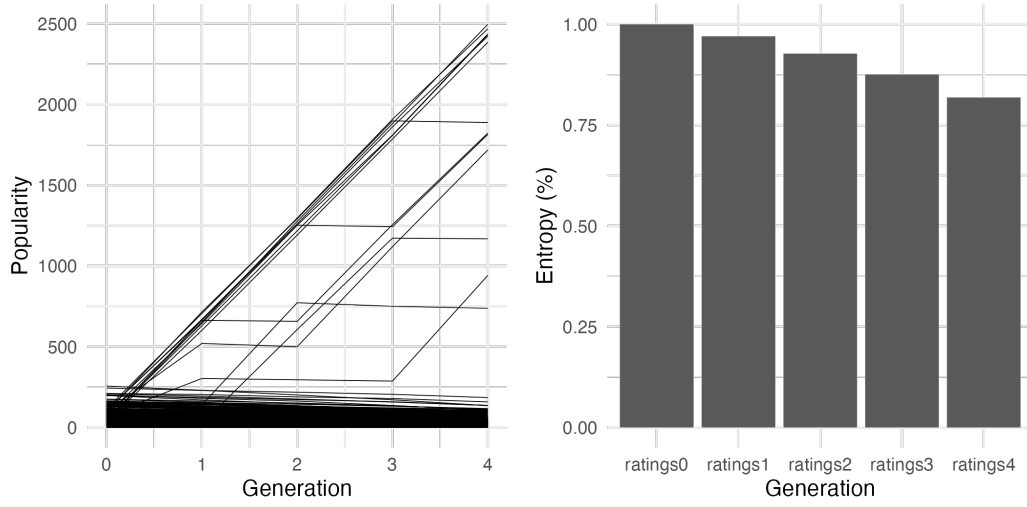 Popularity
2500
2000
1500
1000
500
0
0 1 2 3 4
Generation
Entropy (%)
1.00
0.75
0.50
0.25
0.00
ratings0 ratings1 ratings2 ratings3 ratings4
Generation